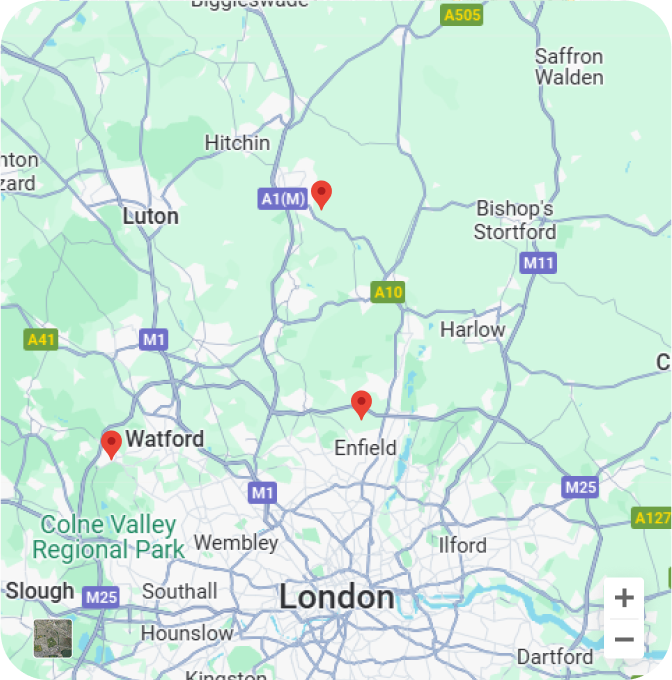 Biggleswade
A505
Saffron
Walden
Hitchin
nton
zard
A1(M)
Luton
Bishop's
Stortford
M11
A10
A41
M1
Harlow
C
Watford
Enfield
M1
M25
A127
Colne Valley
Regional Park
Wembley
Ilford
Slough
M25
Southall
London
+
Hounslow
−
Dartford
Kingston